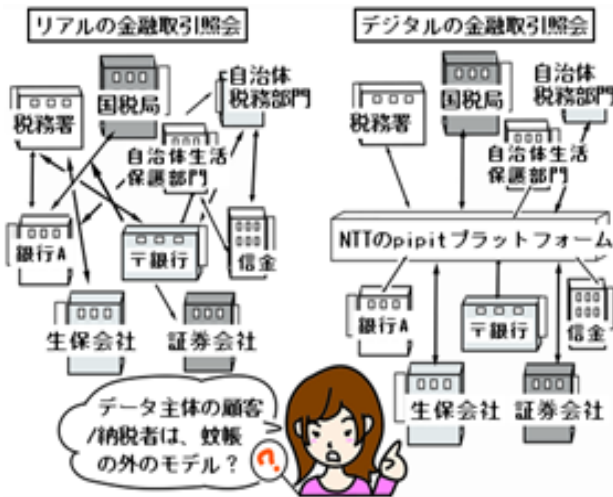 リアルの金融取引照会
税務署
国税局
自治体
税務部門
自治体生活
保護部門
銀行A
〒銀行
信金
生保会社
証券会社
デジタルの金融取引照会
税務署
国税局
自治体
税務部門
自治体生活
保護部門
NTTのpipitプラットフォーム
銀行A
〒銀行
信金
生保会社
証券会社
データ主体の顧客
/納税者は、蚊帳
の外のモデル？
?